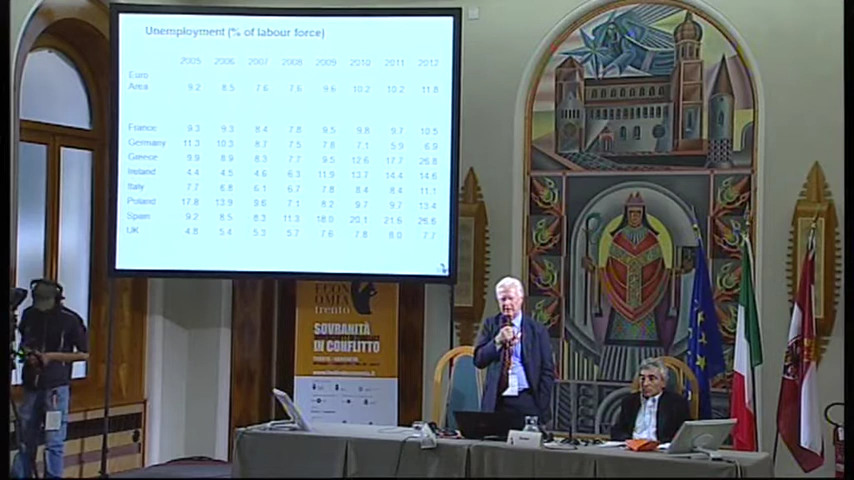 Unemployment (% of labour force)
2005 2006 2007 2008 2009 2010 2011 2012
Euro
Area 9.2 8.5 7.6 7.6 9.6 10.2 10.2 11.8
France 9.3 9.3 8.4 7.8 9.5 9.8 9.7 10.5
Germany 11.3 10.3 8.7 7.5 7.8 7.1 5.9 6.9
Greece 9.9 8.9 8.3 7.7 9.5 12.6 17.7 26.8
Ireland 4.4 4.5 4.6 6.3 11.9 13.7 14.4 14.6
Italy 7.7 6.8 6.1 6.7 7.8 8.4 8.4 11.1
Poland 17.8 13.9 9.6 7.1 8.2 9.7 9.7 13.4
Spain 9.2 8.5 8.3 11.3 18.0 20.1 21.6 26.6
UK 4.8 5.4 5.3 5.7 7.6 7.8 8.0 7.7
ECON
OMIA
trento
SOVRANITÀ
IN CONFLITTO